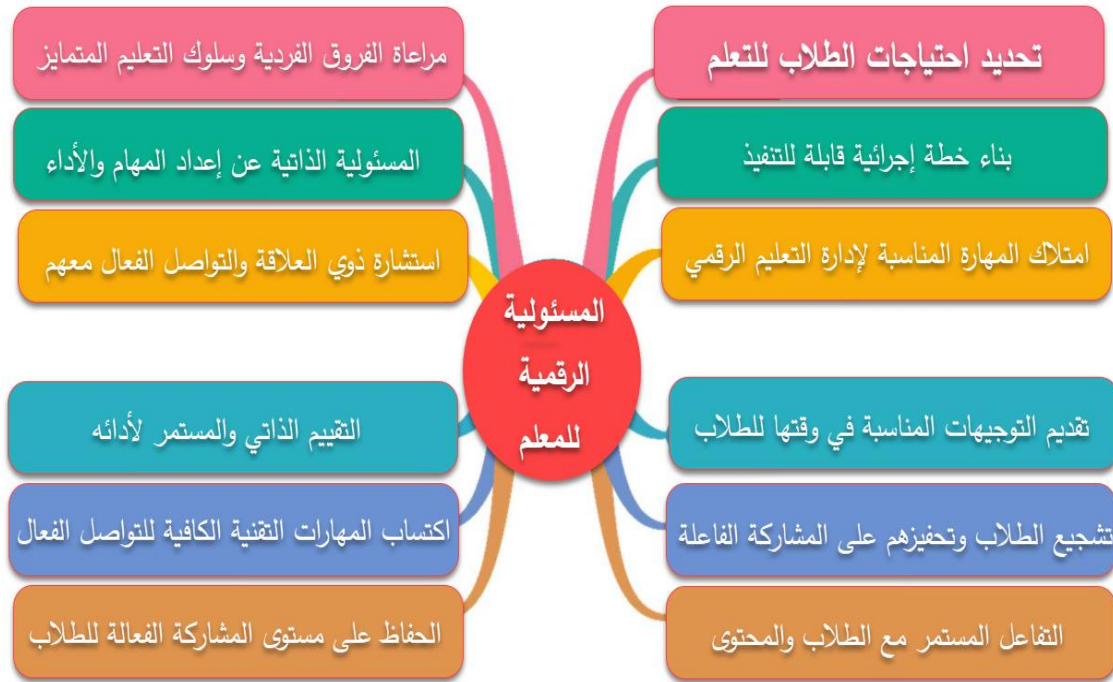 المسئولية
الرقمية
للمعلم
تحديد احتياجات الطلاب للتعلم
بناء خطة إجرائية قابلة للتنفيذ
امتلاك المهارة المناسبة لإدارة التعليم الرقمي
تقديم التوجيهات المناسبة في وقتها للطلاب
تشجيع الطلاب وتحفيزهم على المشاركة الفاعلة
التفاعل المستمر مع الطلاب والمحتوى
مراعاة الفروق الفردية وسلوك التعليم المتمايز
المسئولية الذاتية عن إعداد المهام والأداء
استشارة ذوي العلاقة والتواصل الفعال معهم
التقييم الذاتي والمستمر لأدائه
اكتساب المهارات التقنية الكافية للتواصل الفعال
الحفاظ على مستوى المشاركة الفعالة للطلاب